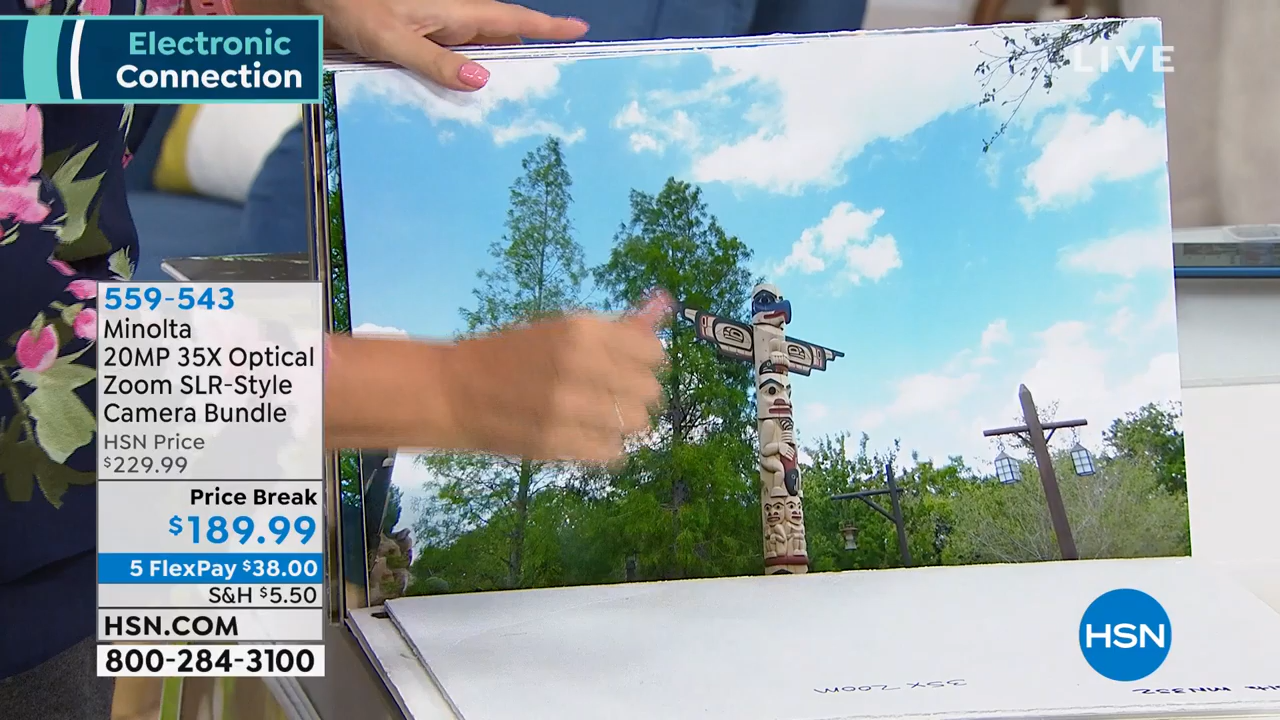 Electronic
Connection
LIVE
559-543
Minolta
20MP 35X Optical
Zoom SLR-Style
Camera Bundle
HSN Price
$229.99
Price Break
$189.99
5 FlexPay $38.00
S&H $5.50
HSN.COM
800-284-3100
HSN
35X ZOOM
MN35Z